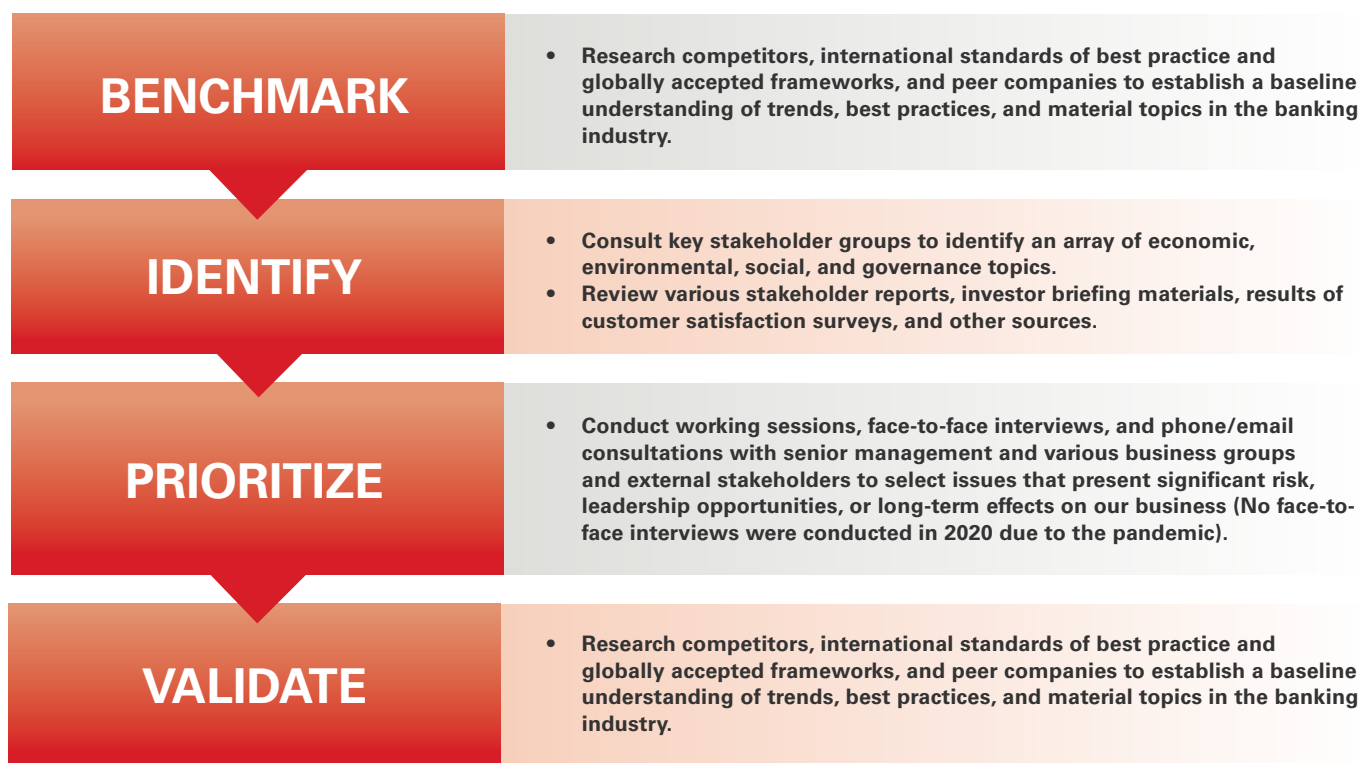 BENCHMARK
• Research competitors, international standards of best practice and
globally accepted frameworks, and peer companies to establish a baseline
understanding of trends, best practices, and material topics in the banking
industry.
IDENTIFY
• Consult key stakeholder groups to identify an array of economic,
environmental, social, and governance topics.
• Review various stakeholder reports, investor briefing materials, results of
customer satisfaction surveys, and other sources.
PRIORITIZE
• Conduct working sessions, face-to-face interviews, and phone/email
consultations with senior management and various business groups
and external stakeholders to select issues that present significant risk,
leadership opportunities, or long-term effects on our business (No face-to-
face interviews were conducted in 2020 due to the pandemic).
VALIDATE
• Research competitors, international standards of best practice and
globally accepted frameworks, and peer companies to establish a baseline
understanding of trends, best practices, and material topics in the banking
industry.